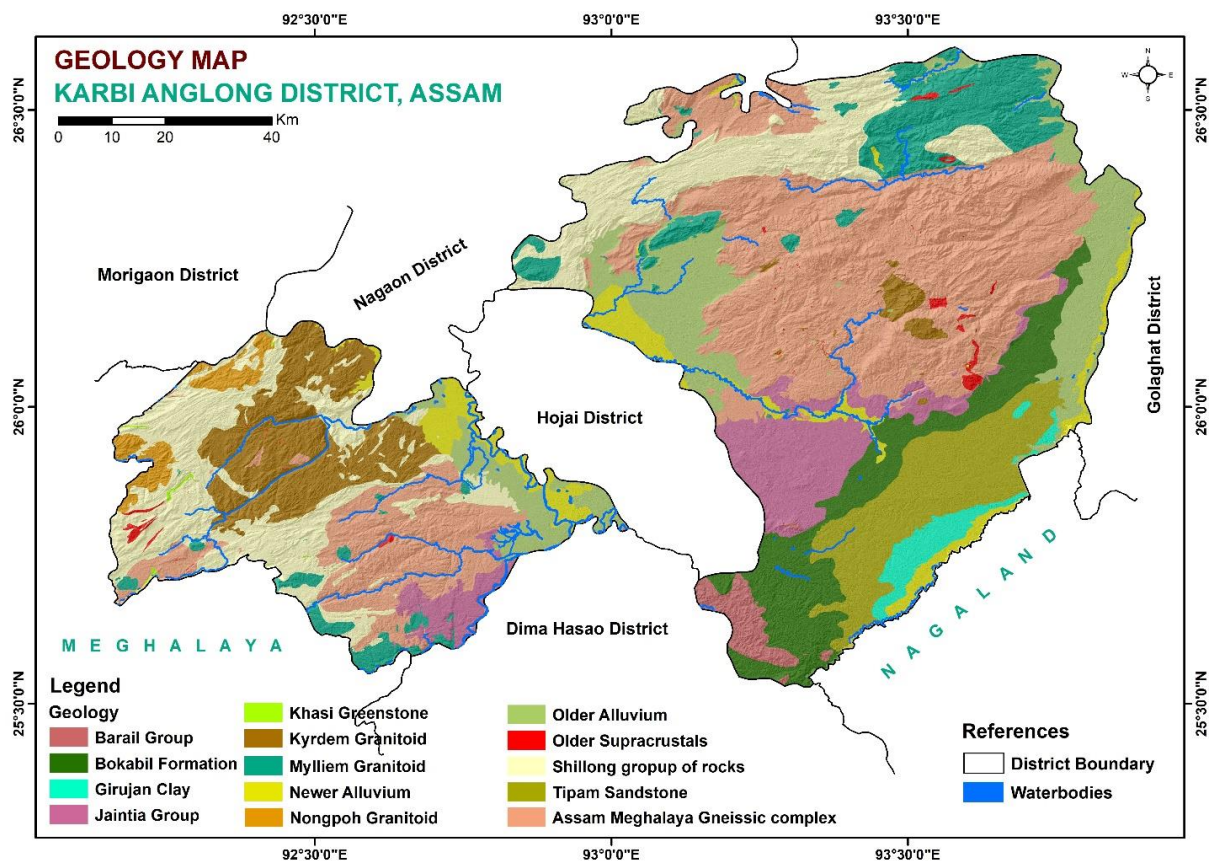 92°30'0"E
93°0'0"E
93°30'0"E
GEOLOGY MAP
KARBI ANGLONG DISTRICT, ASSAM
0 10 20 40 Km
N
W E
S
26°30'0"N
26°30'0"N
Morigaon District
Nagaon District
Golaghat District
Hojai District
26°0'0"N
26°0'0"N
Dima Hasao District
MEGHALAYA
NAGALAND
25°30'0"N
25°30'0"N
Legend
Geology
Barail Group
Bokabil Formation
Girujan Clay
Jaintia Group
Khasi Greenstone
Kyrdem Granitoid
Mylliem Granitoid
Newer Alluvium
Nongpoh Granitoid
Older Alluvium
Older Supracrustals
Shillong gropup of rocks
Tipam Sandstone
Assam Meghalaya Gneissic complex
References
District Boundary
Waterbodies
92°30'0"E
93°0'0"E
93°30'0"E